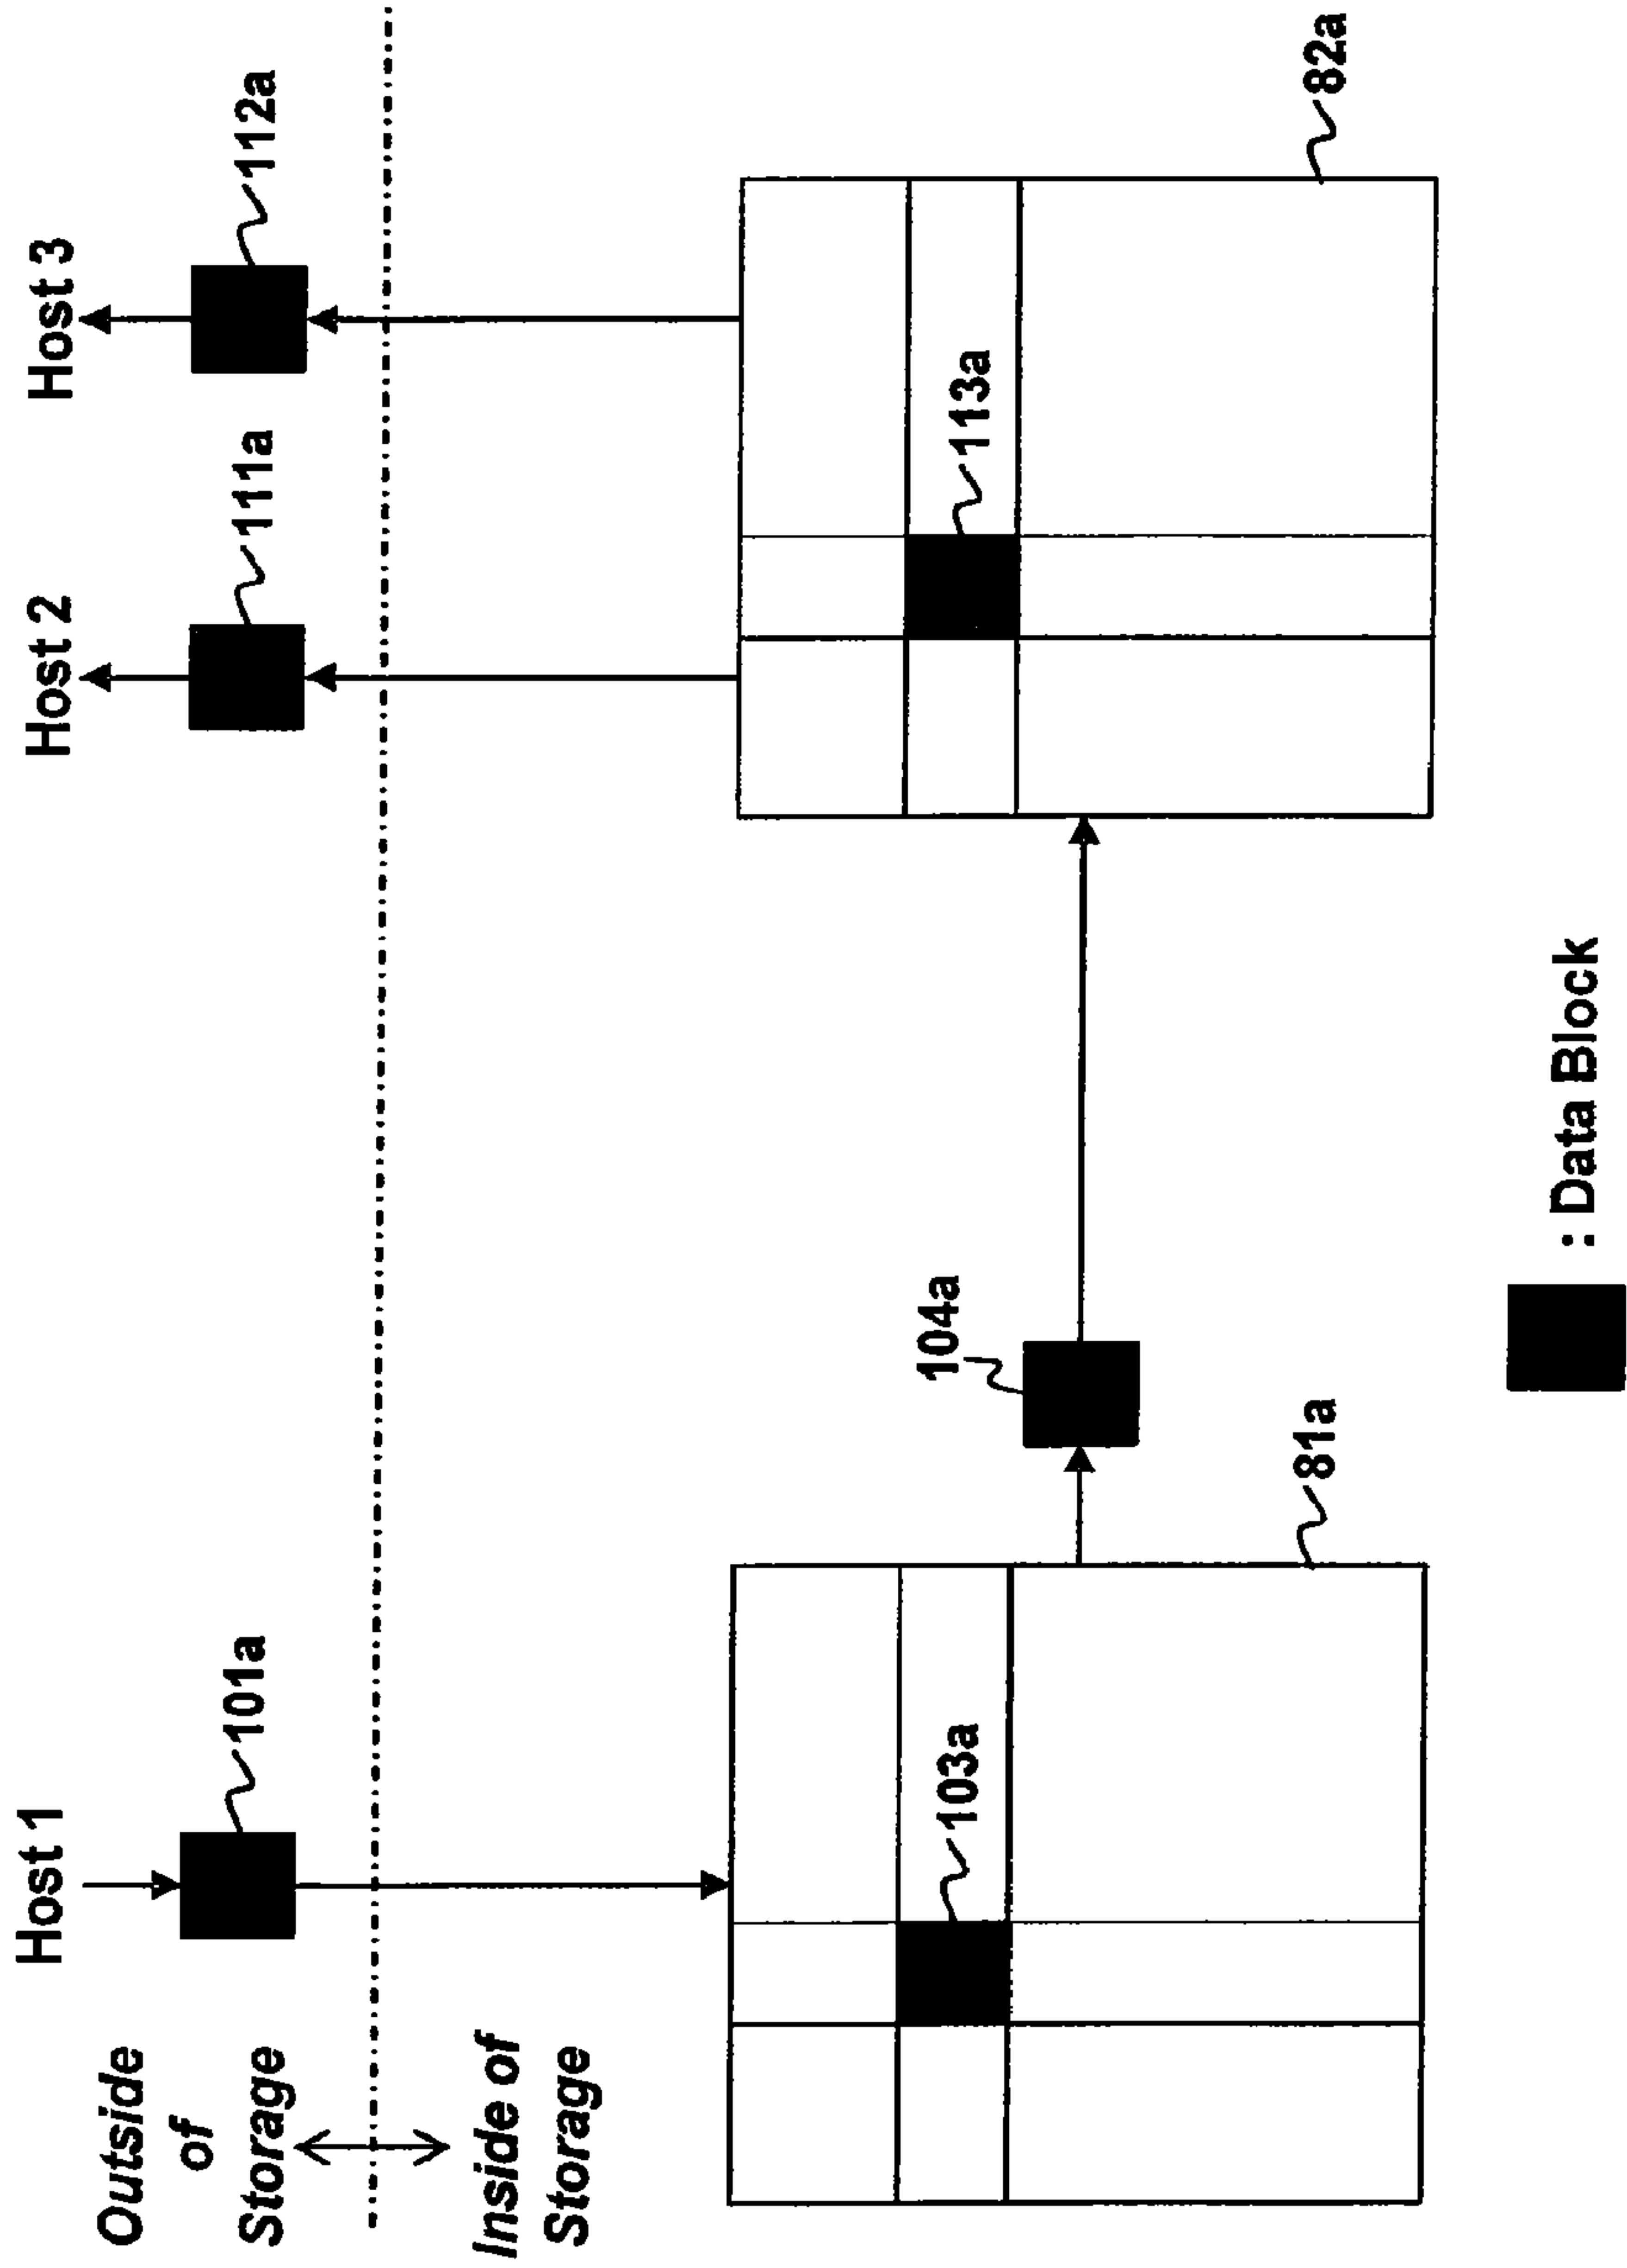 Host 1
Host 2
Host 3
101a
111a
112a
Outside
of
Storage
Inside of
Storage
103a
104a
113a
81a
82a
: Data Block